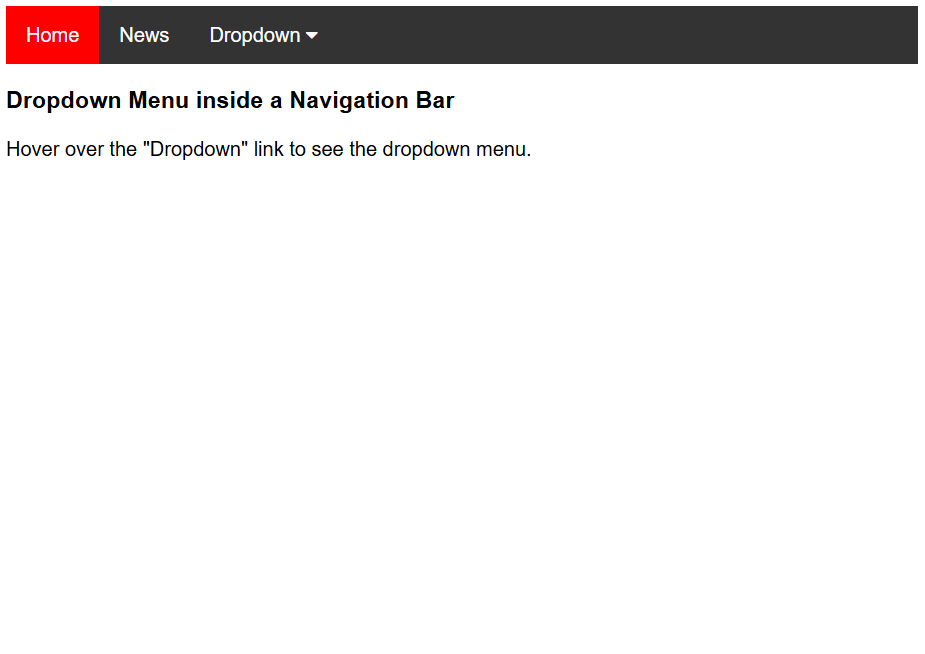 Home News Dropdown
Dropdown Menu inside a Navigation Bar
Hover over the "Dropdown" link to see the dropdown menu.